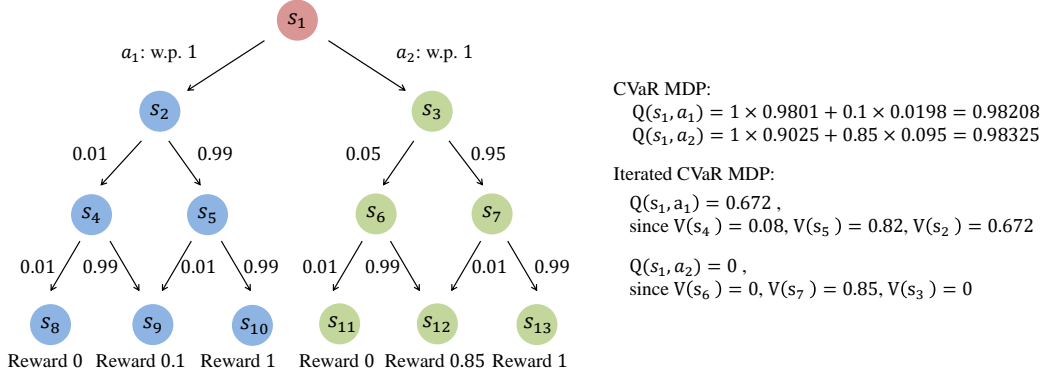 s₁
a₁: w.p. 1
a₂: w.p. 1
s₂
s₃
0.01
0.99
0.05
0.95
s₄
s₅
s₆
s₇
0.01
0.99
0.01
0.99
0.01
0.99
0.01
0.99
s₈
s₉
s₁₀
s₁₁
s₁₂
s₁₃
Reward 0
Reward 0.1
Reward 1
Reward 0
Reward 0.85
Reward 1
CVaR MDP:
Q(s₁, a₁) = 1 × 0.9801 + 0.1 × 0.0198 = 0.98208
Q(s₁, a₂) = 1 × 0.9025 + 0.85 × 0.095 = 0.98325
Iterated CVaR MDP:
Q(s₁, a₁) = 0.672 ,
since V(s₄ ) = 0.08, V(s₅ ) = 0.82, V(s₂ ) = 0.672
Q(s₁, a₂) = 0 ,
since V(s₆ ) = 0, V(s₇ ) = 0.85, V(s₃ ) = 0